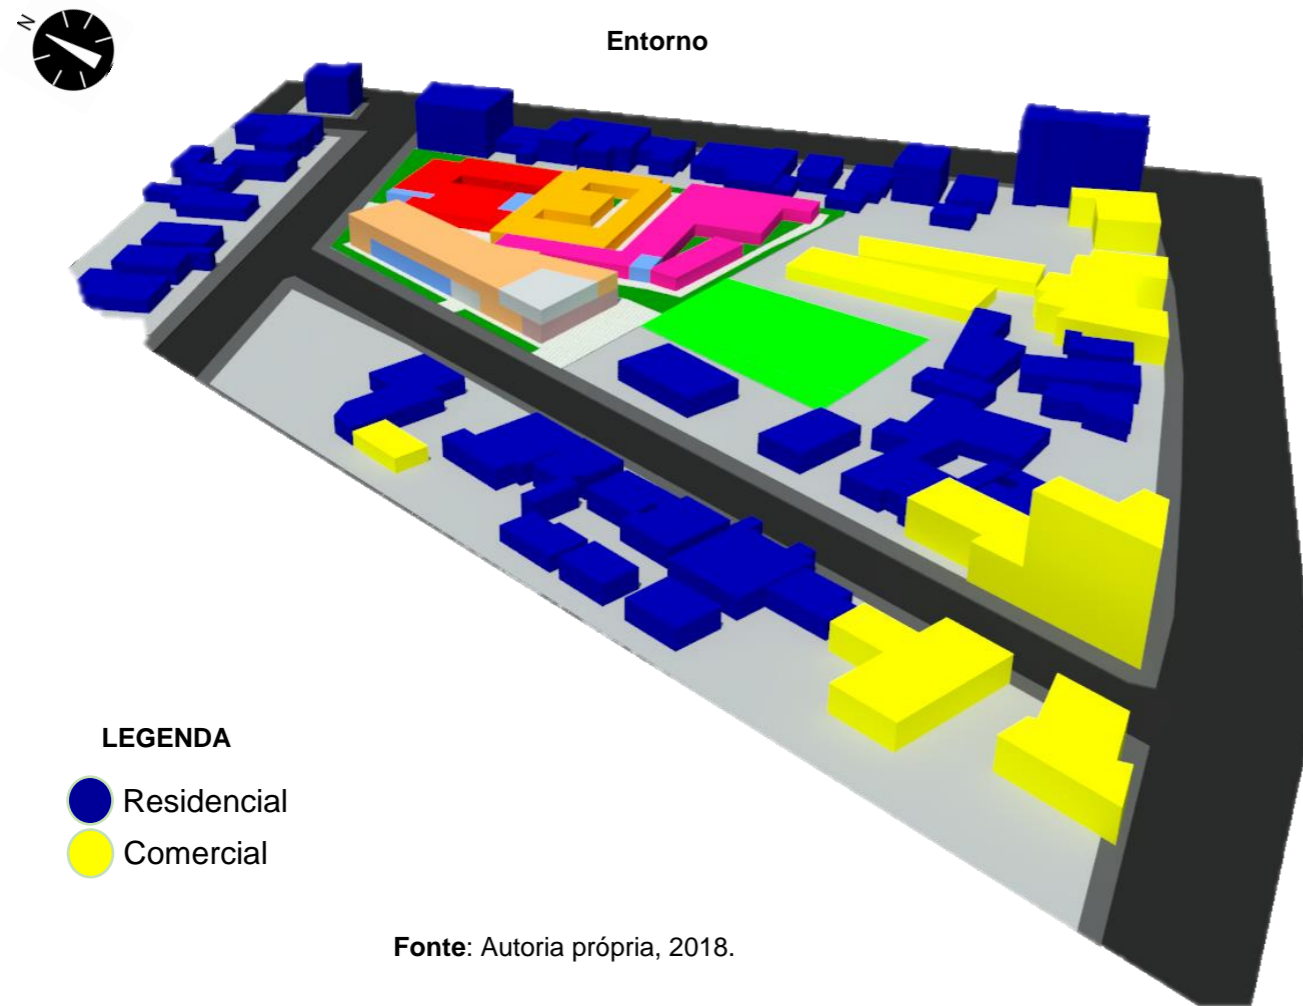 N
Entorno
LEGENDA
Residencial
Comercial
Fonte: Autoria própria, 2018.